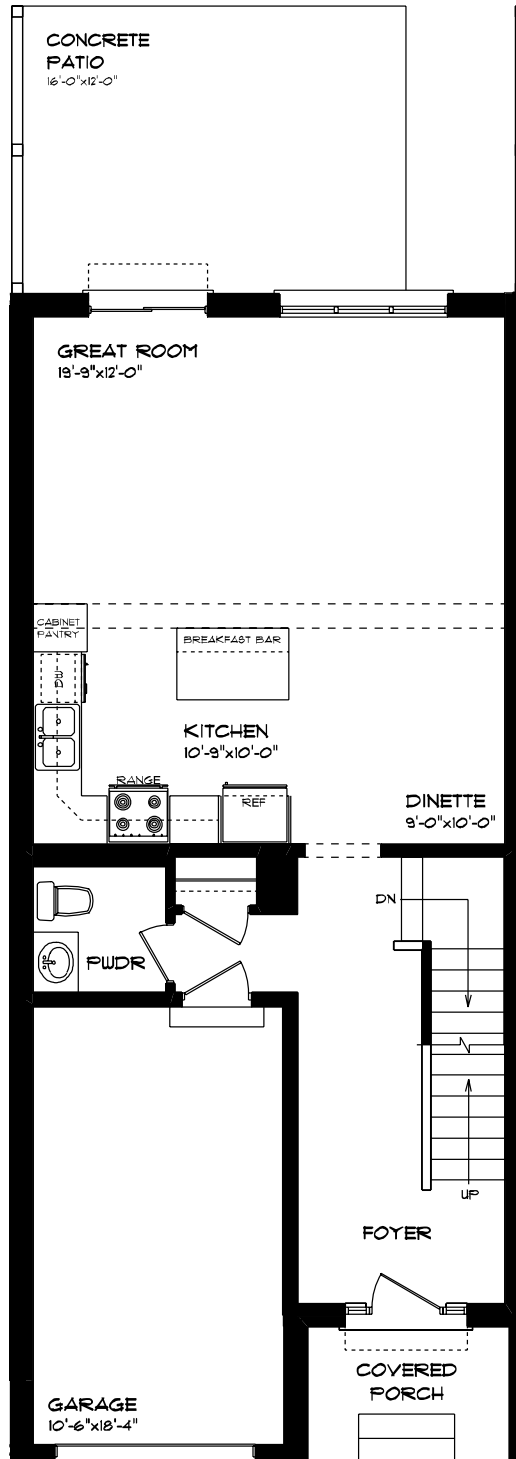 CONCRETE
PATIO
16'-0"x12'-0"
GREAT ROOM
19'-9"x12'-0"
CABINET
PANTRY
BREAKFAST BAR
DW
KITCHEN
10'-9"x10'-0"
RANGE
REF
DINETTE
9'-0"x10'-0"
DN
PWDR
UP
FOYER
COVERED
PORCH
GARAGE
10'-6"x18'-4"